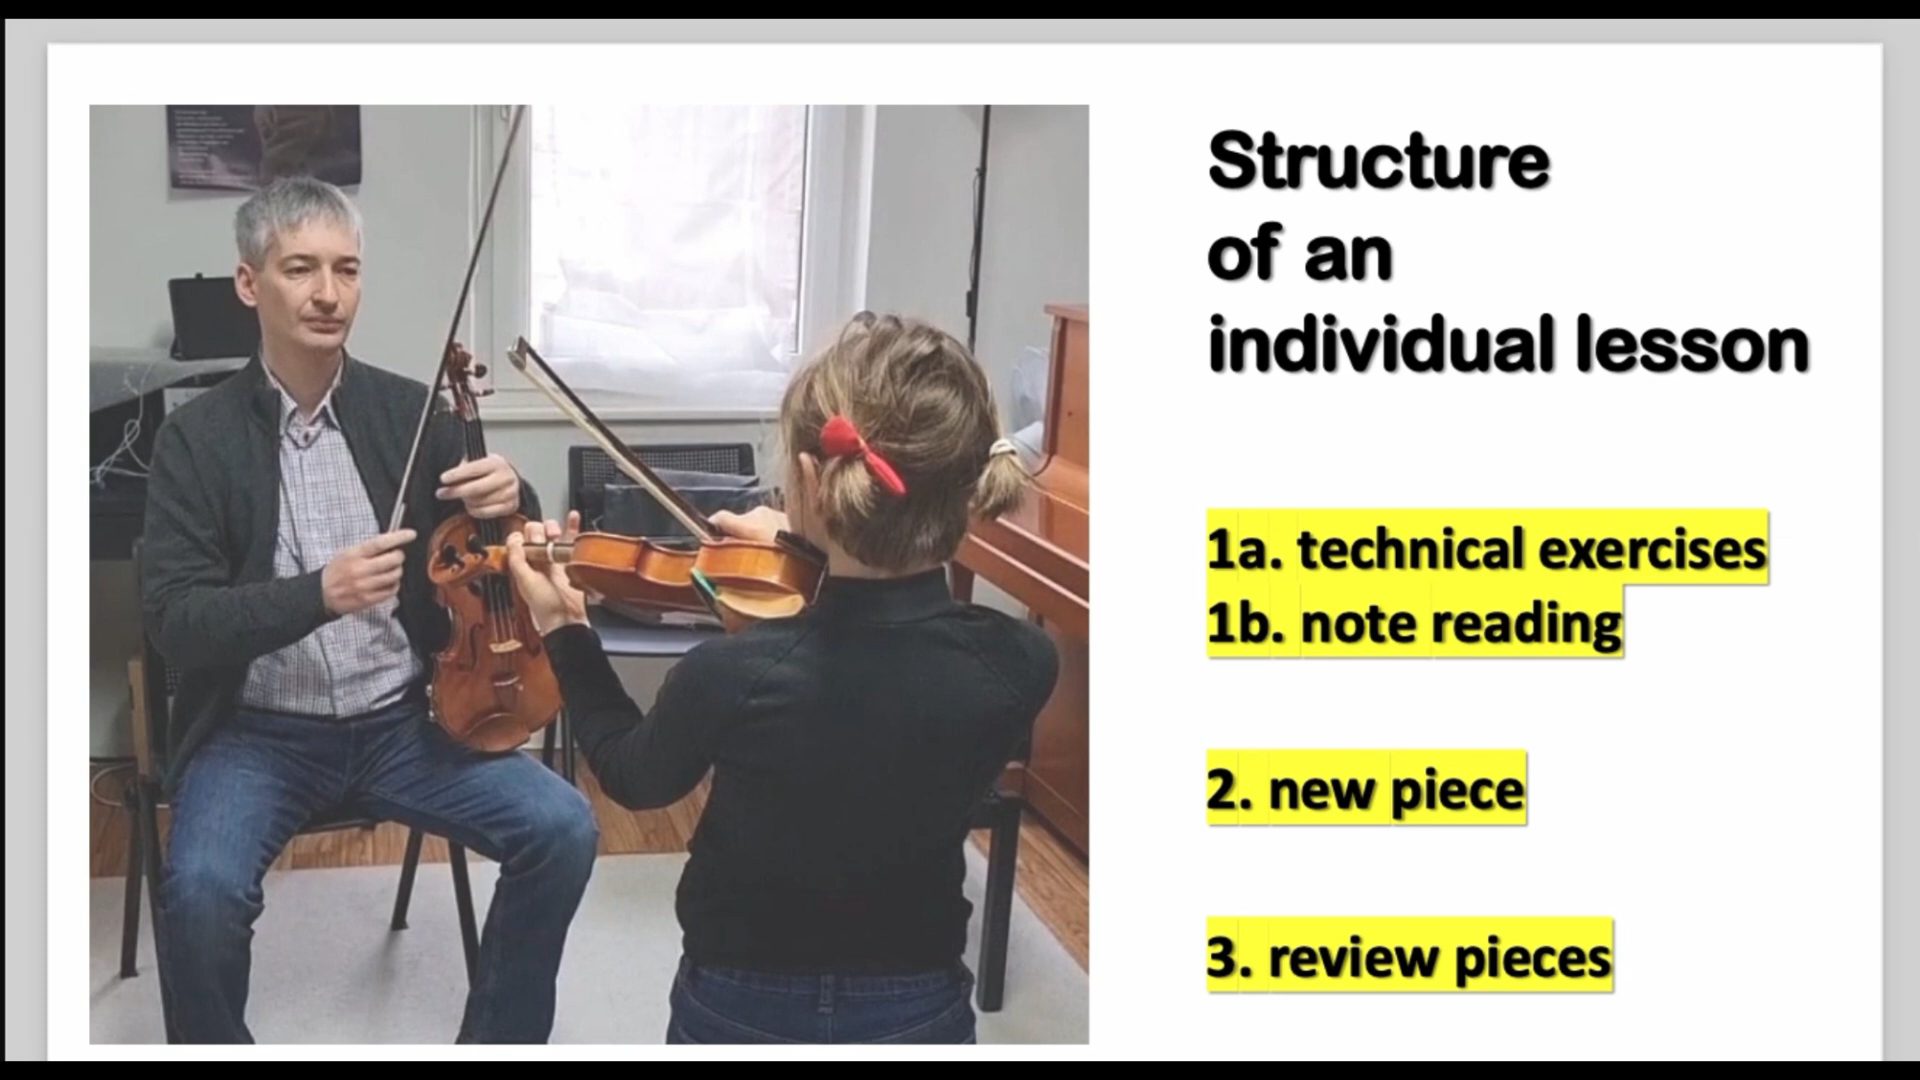 Structure
of an
individual lesson
1a. technical exercises
1b. note reading
2. new piece
3. review pieces